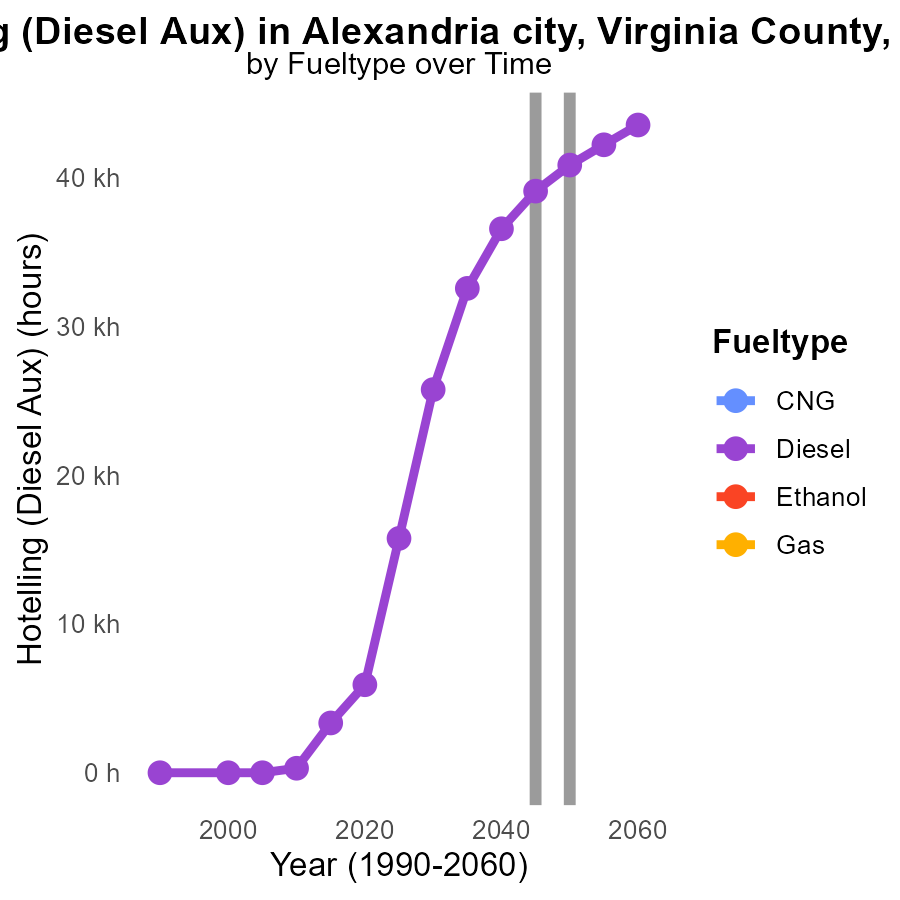 g (Diesel Aux) in Alexandria city, Virginia County,
by Fueltype over Time
Hotelling (Diesel Aux) (hours)
40 kh
30 kh
20 kh
10 kh
0 h
2000 2020 2040 2060
Year (1990-2060)
Fueltype
CNG
Diesel
Ethanol
Gas